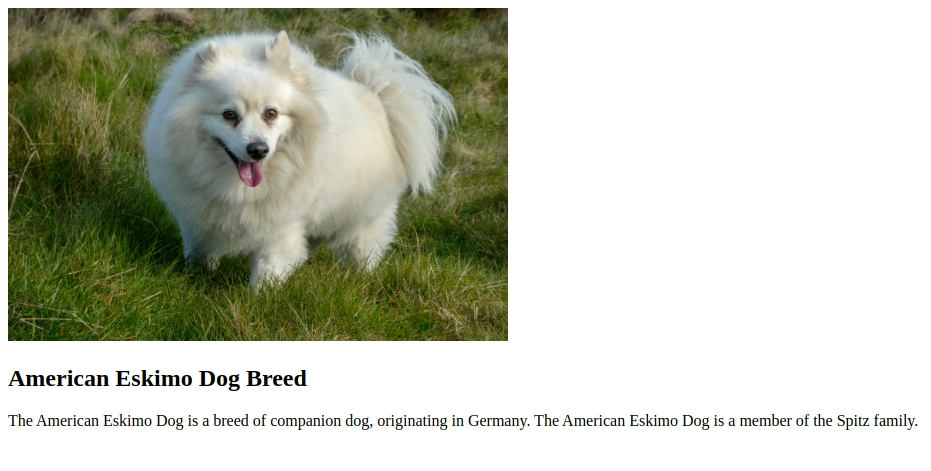 American Eskimo Dog Breed
The American Eskimo Dog is a breed of companion dog, originating in Germany. The American Eskimo Dog is a member of the Spitz family.